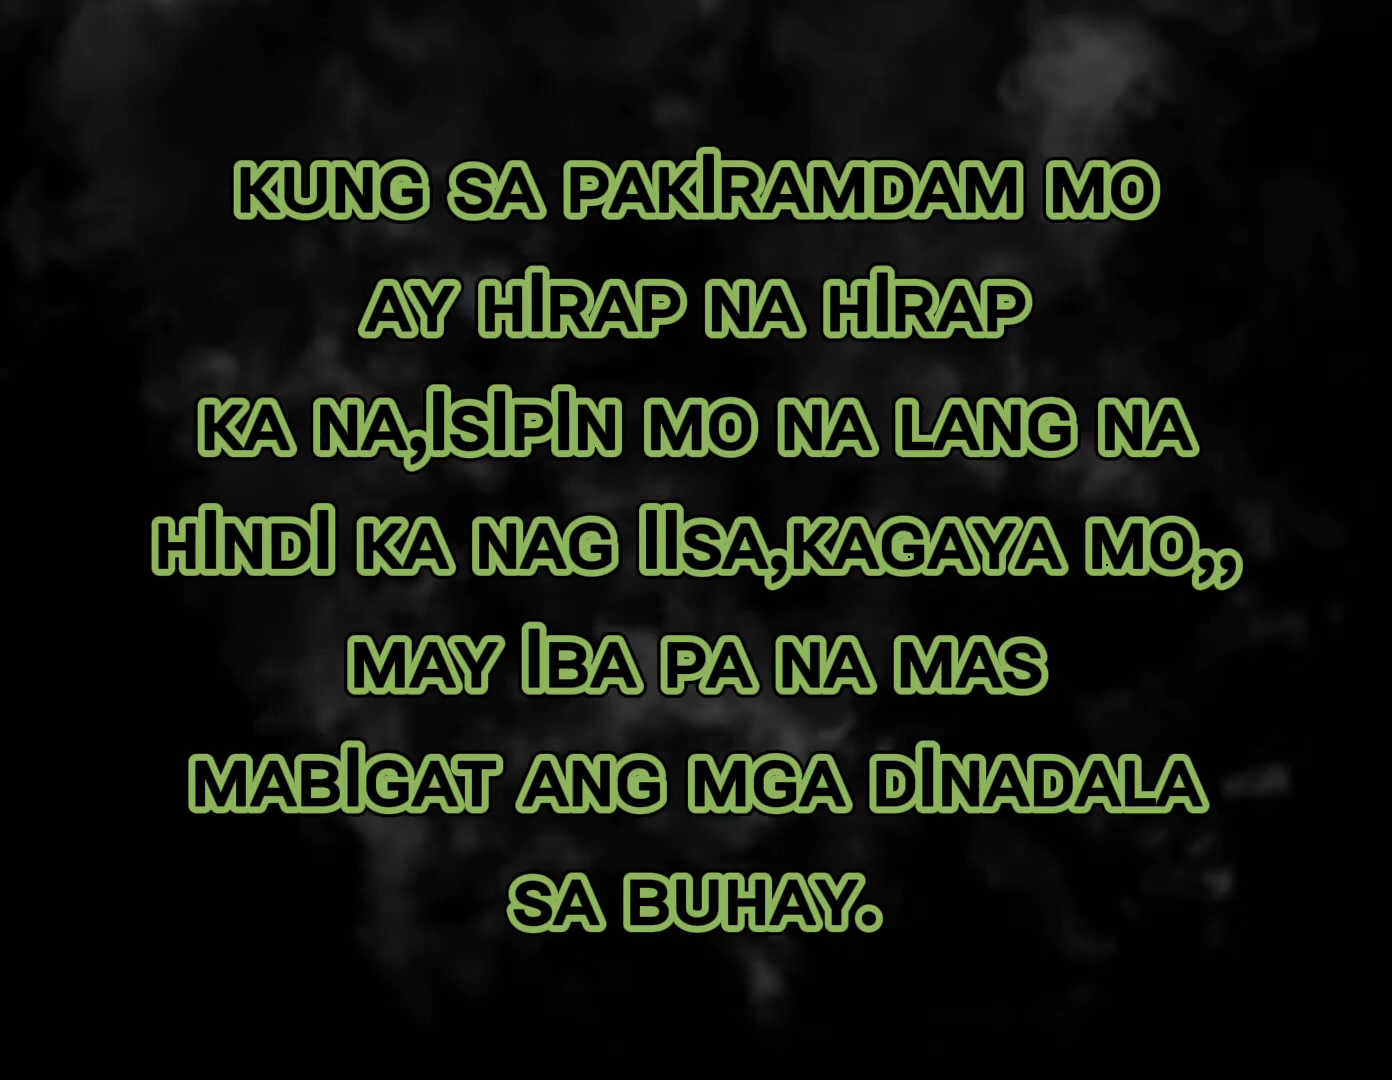 KUNG SA PAKIRAMDAM MO
AY HIRAP NA HIRAP
KA NA,ISIPIN MO NA LANG NA
HINDI KA NAG IISA,KAGAYA MO,,
MAY IBA PA NA MAS
MABIGAT ANG MGA DINADALA
SA BUHAY.